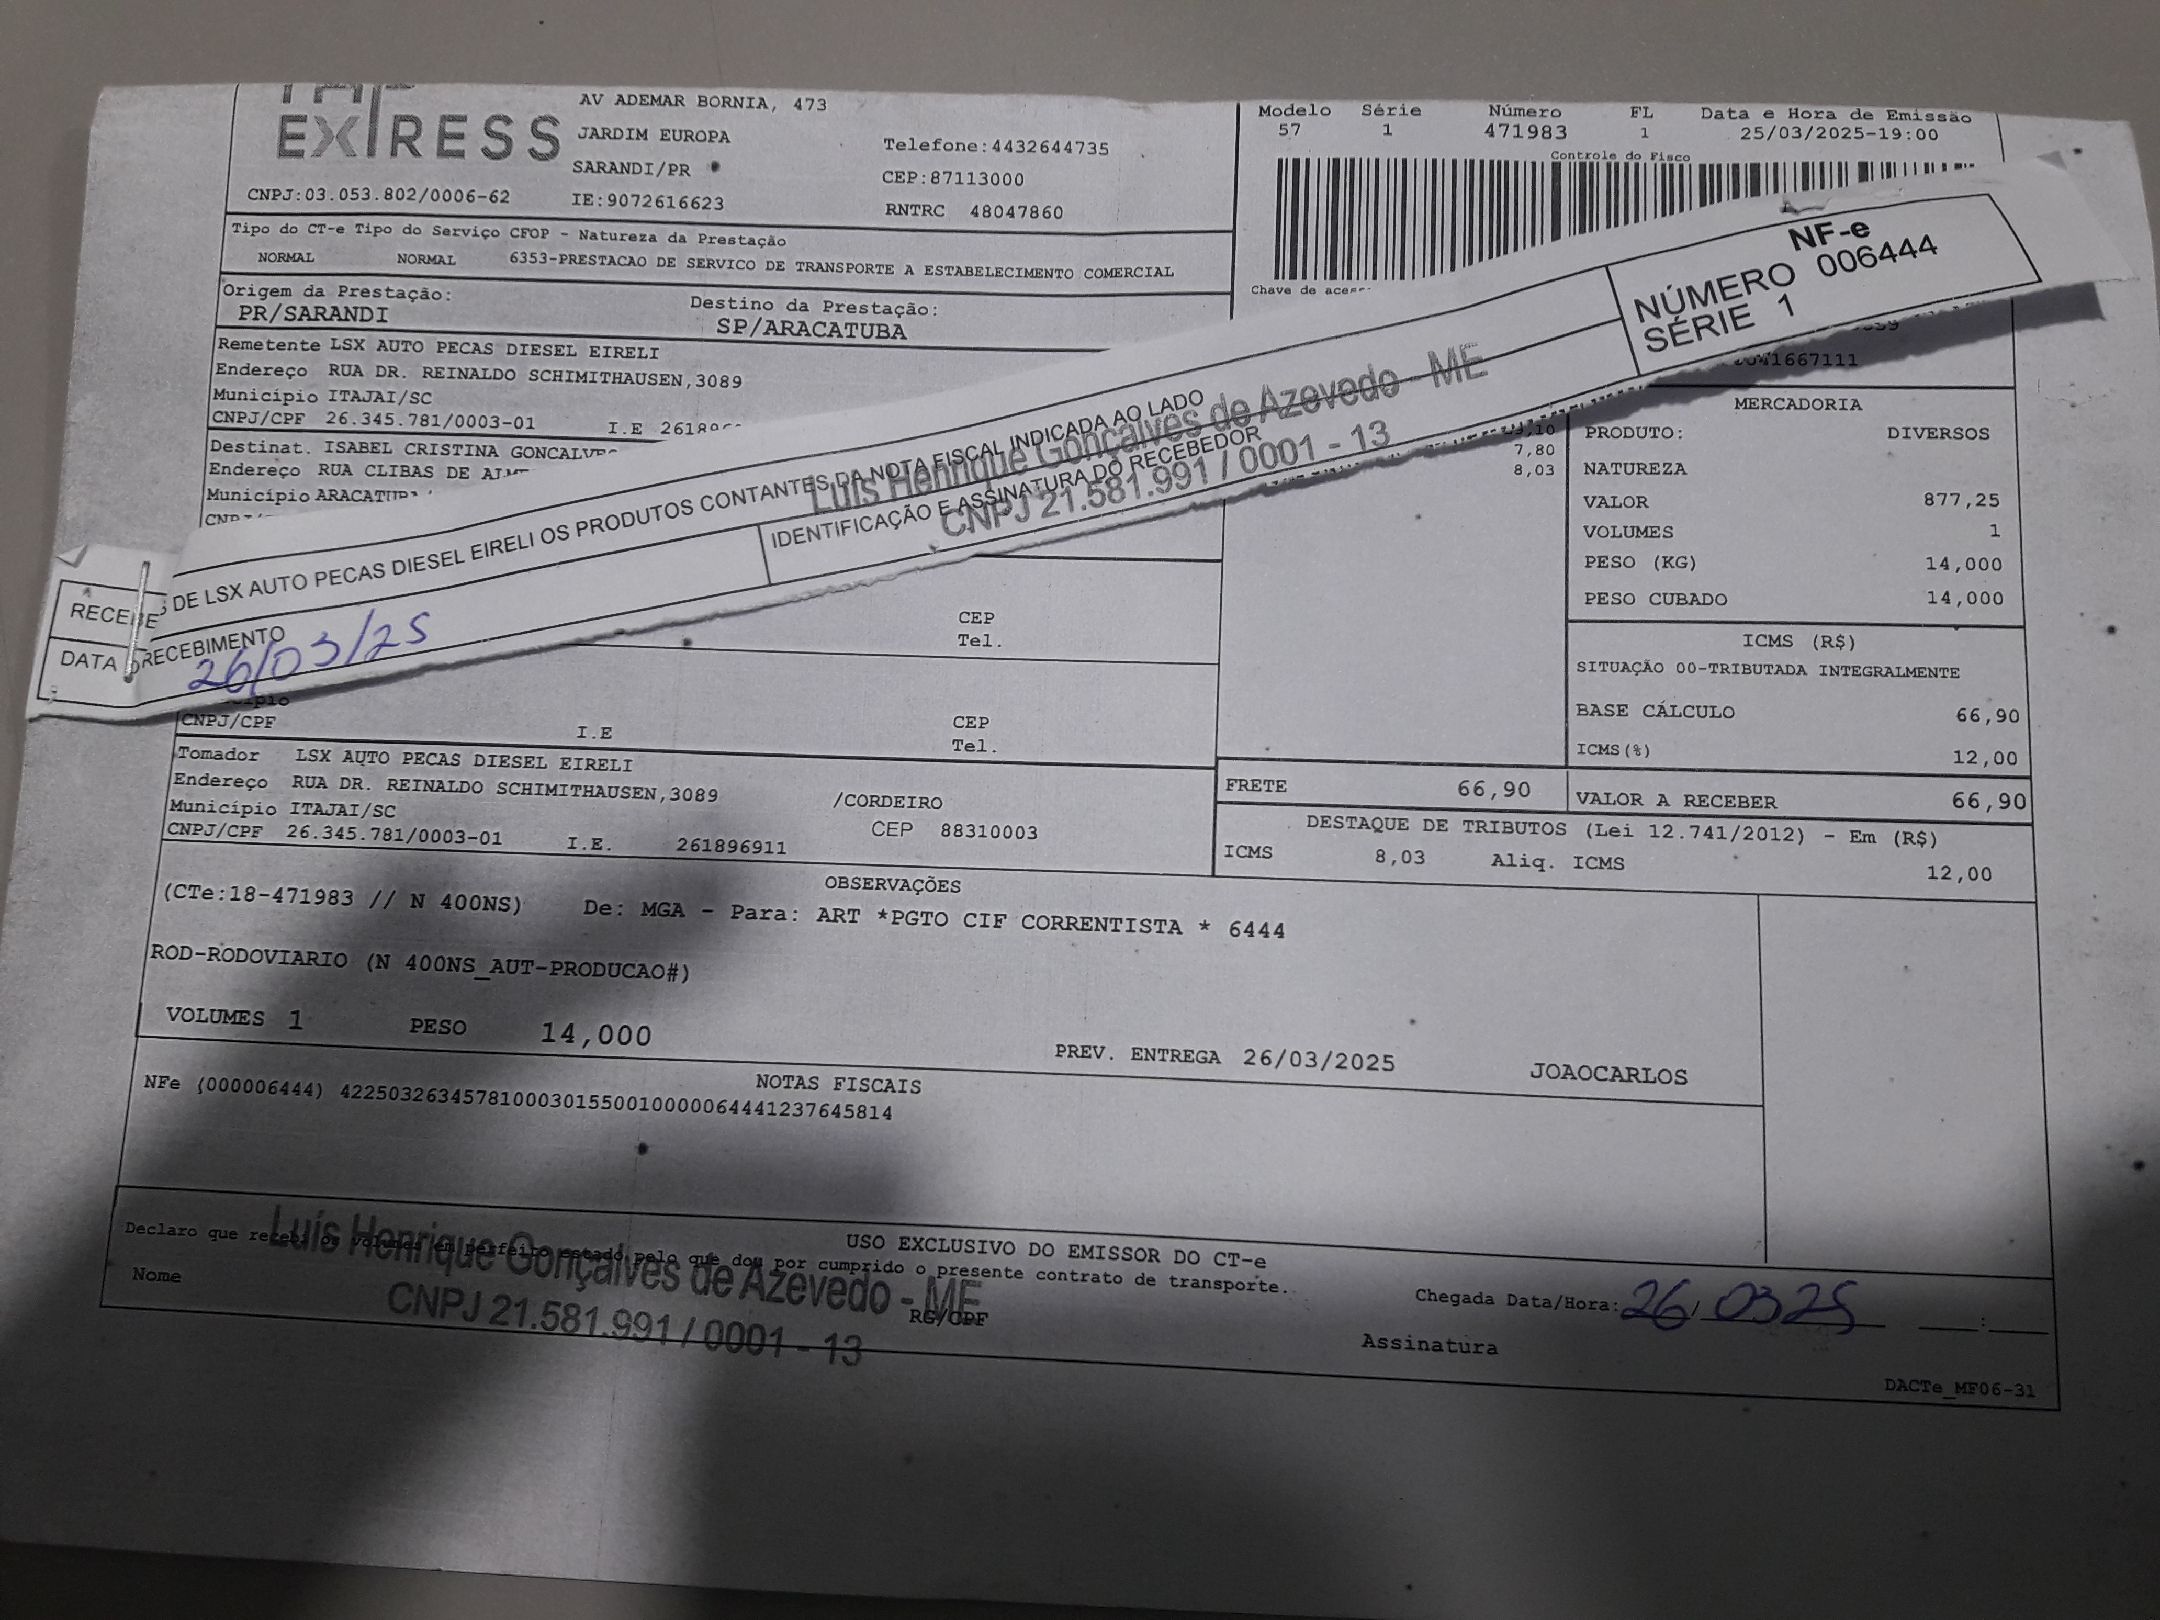 EXPRESS
AV ADEMAR BORNIA, 473
JARDIM EUROPA
SARANDI/PR
Telefone:4432644735
CEP:87113000
CNPJ:03.053.802/0006-62
IE:9072616623
RNTRC 48047860
Modelo Série Número FL Data e Hora de Emissão
57 1 471983 1 25/03/2025-19:00
Controle do Fisco
Tipo do CT-e Tipo do Serviço CFOP - Natureza da Prestação
NORMAL NORMAL 6353-PRESTACAO DE SERVICO DE TRANSPORTE A ESTABELECIMENTO COMERCIAL
Chave de
Origem da Prestação: Destino da Prestação:
PR/SARANDI SP/ARACATUBA
Remetente LSX AUTO PECAS DIESEL EIRELI
Endereço RUA DR. REINALDO SCHIMITHAUSEN,3089
Município ITAJAI/SC
CNPJ/CPF 26.345.781/0003-01 I.E
Destinat. ISABEL CRISTINA
Endereço RUA CLIBAS DE
Município
NF-e
NÚMERO 006444
SÉRIE 1
RECEBE DE LSX AUTO PECAS DIESEL EIRELI OS PRODUTOS CONTANTES DA NOTA FISCAL INDICADA AO LADO
DATA RECEBIMENTO
26/03/25
IDENTIFICAÇÃO E ASSINATURA DO RECEBEDOR
Luís Henrique Gonçalves de Azevedo - ME
CNPJ 21.581.991 / 0001 - 13
1041667111
7,80
8,03
MERCADORIA
PRODUTO: DIVERSOS
NATUREZA
VALOR 877,25
VOLUMES 1
PESO (KG) 14,000
PESO CUBADO 14,000
ICMS (R$)
SITUAÇÃO 00-TRIBUTADA INTEGRALMENTE
BASE CÁLCULO 66,90
ICMS(%) 12,00
CEP
Tel.
CNPJ/CPF I.E CEP
Tel.
Tomador LSX AUTO PECAS DIESEL EIRELI
Endereço RUA DR. REINALDO SCHIMITHAUSEN,3089 /CORDEIRO
Município ITAJAI/SC CEP 88310003
CNPJ/CPF 26.345.781/0003-01 I.E. 261896911
FRETE 66,90 VALOR A RECEBER 66,90
DESTAQUE DE TRIBUTOS (Lei 12.741/2012) - Em (R$)
ICMS 8,03 Aliq. ICMS 12,00
OBSERVAÇÕES
(CTe:18-471983 // N 400NS) De: MGA - Para: ART *PGTO CIF CORRENTISTA * 6444
ROD-RODOVIARIO (N 400NS_AUT-PRODUCAO#)
VOLUMES 1 PESO 14,000
PREV. ENTREGA 26/03/2025 JOAOCARLOS
NOTAS FISCAIS
NFe (000006444) 42250326345781000301550010000064441237645814
USO EXCLUSIVO DO EMISSOR DO CT-e
Declaro que recebi os volumes em perfeito estado pelo que dou por cumprido o presente contrato de transporte.
Nome
RG/CPF
Luís Henrique Gonçalves de Azevedo - ME
CNPJ 21.581.991 / 0001 - 13
Chegada Data/Hora: 26/ 03 25 :
Assinatura
DACTe_MF06-31